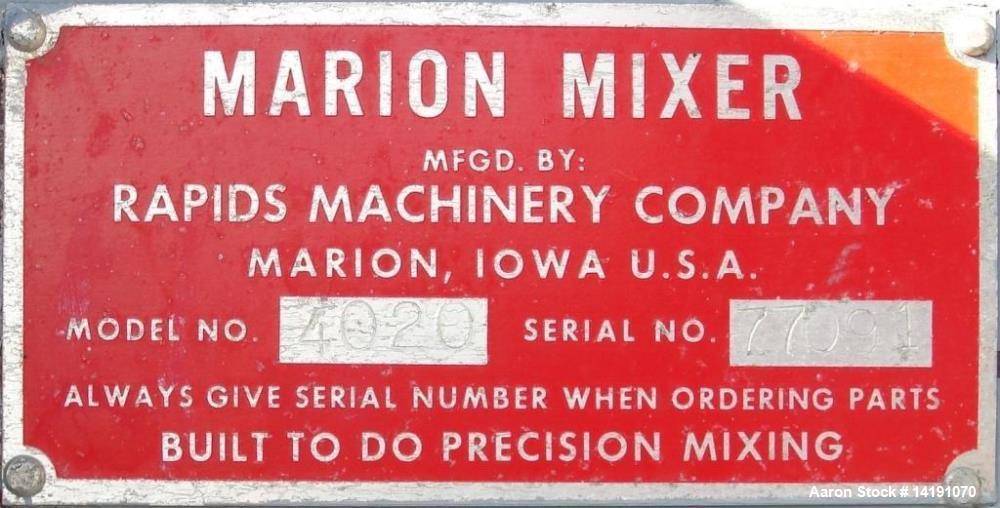 MARION MIXER
MFGD. BY:
RAPIDS MACHINERY COMPANY
MARION, IOWA U.S.A.
MODEL NO. 4020 SERIAL NO. 77091
ALWAYS GIVE SERIAL NUMBER WHEN ORDERING PARTS
BUILT TO DO PRECISION MIXING
Aaron Stock # 14191070